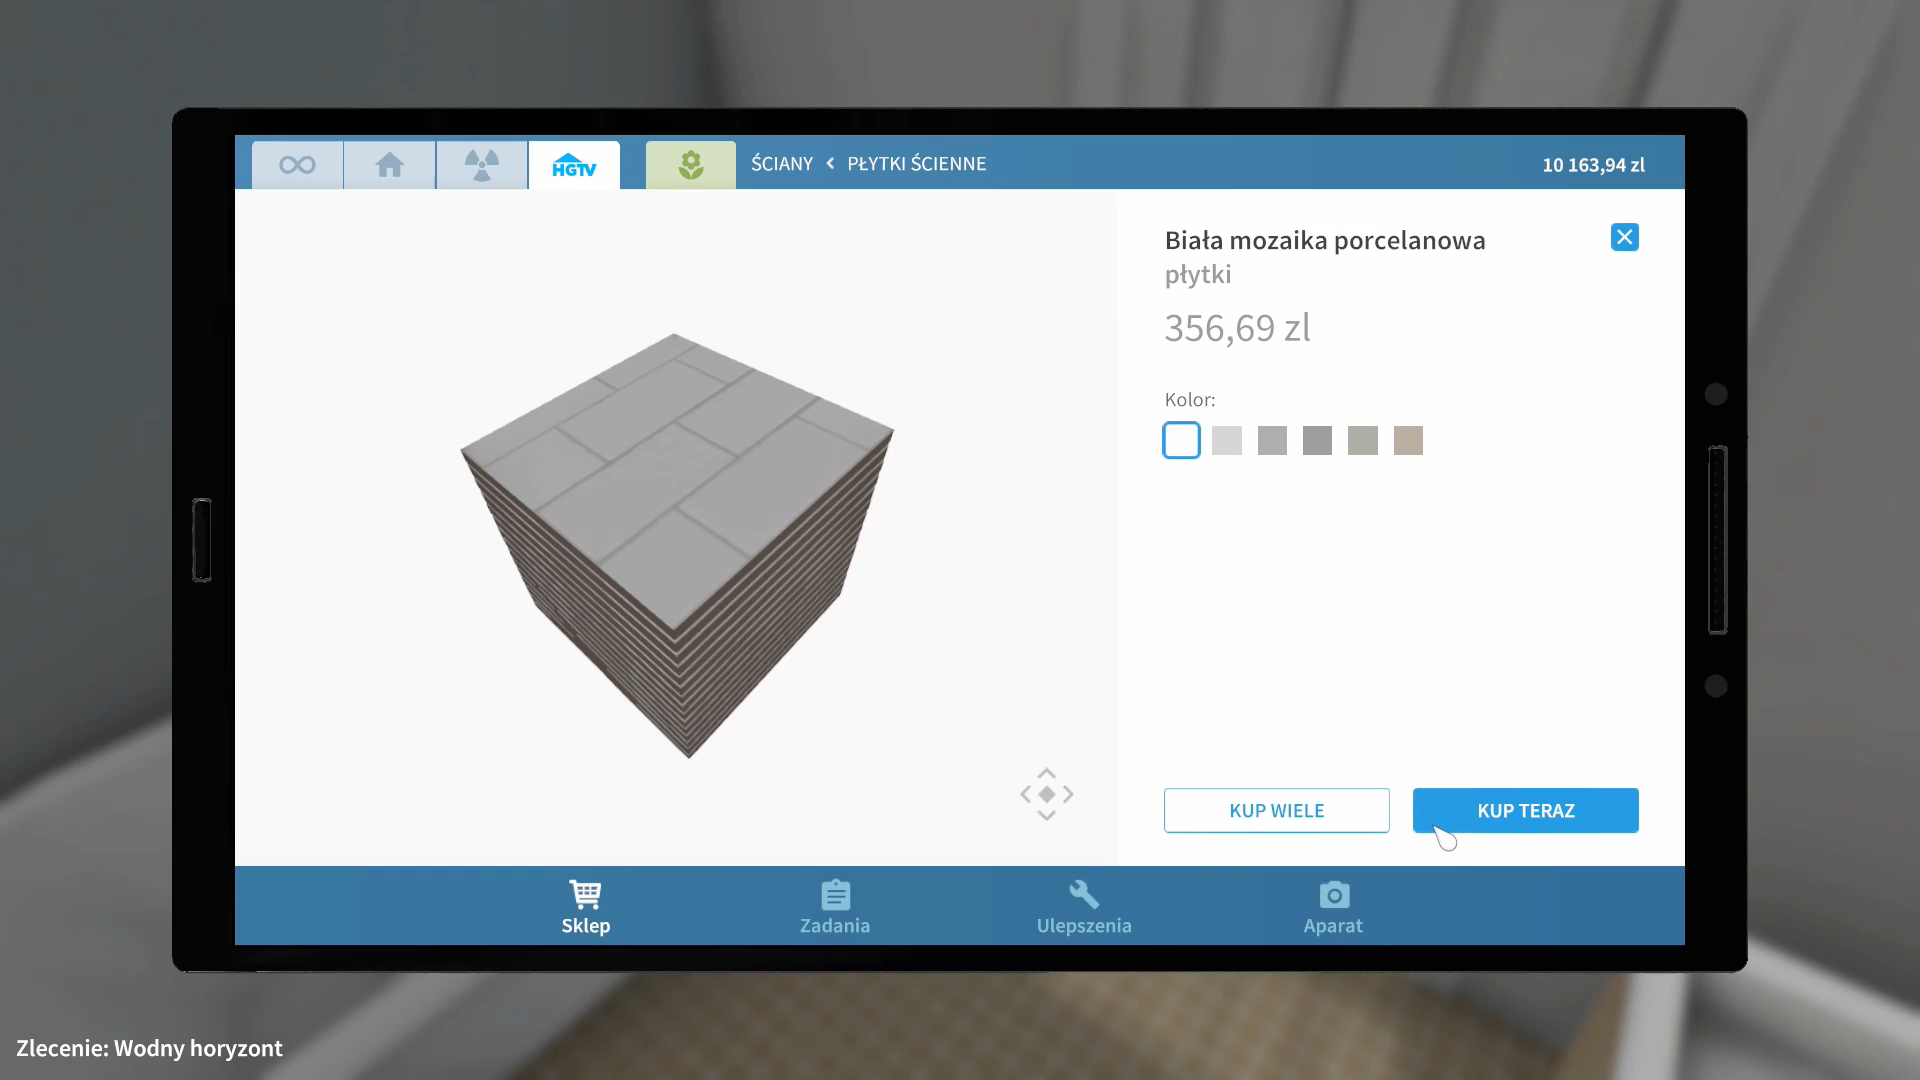 HGTV
ŚCIANY < PŁYTKI ŚCIENNE
10 163,94 zl
Biała mozaika porcelanowa
płytki
356,69 zl
Kolor:
KUP WIELE
KUP TERAZ
Sklep
Zadania
Ulepszenia
Aparat
Zlecenie: Wodny horyzont